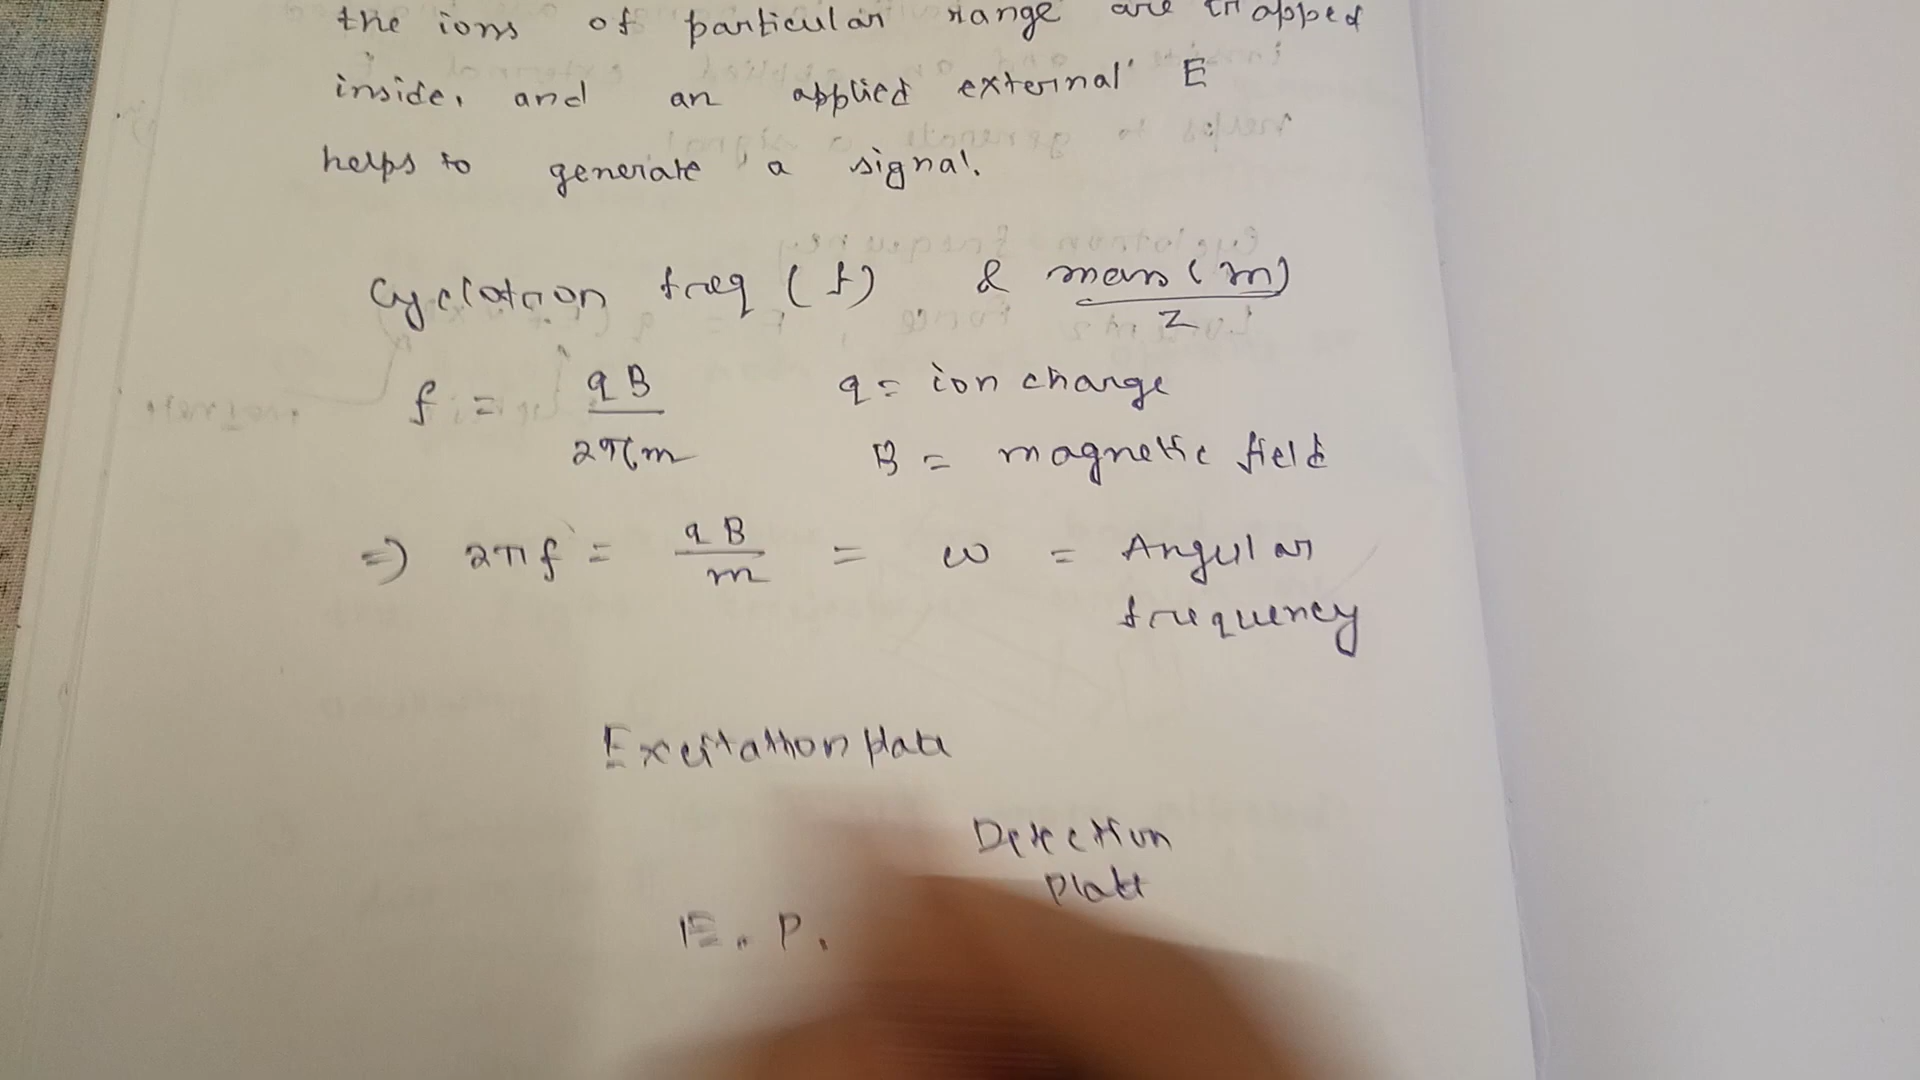 the ions of particular range are trapped
inside, and an applied external E
helps to generate a signal.
Cyclotron freq (f) & mass (m)
z
f = qB / 2πm q = ion charge
B = magnetic field
=> 2πf = qB / m = ω = Angular
frequency
Excitation plate
Detection
Plate
E. P.